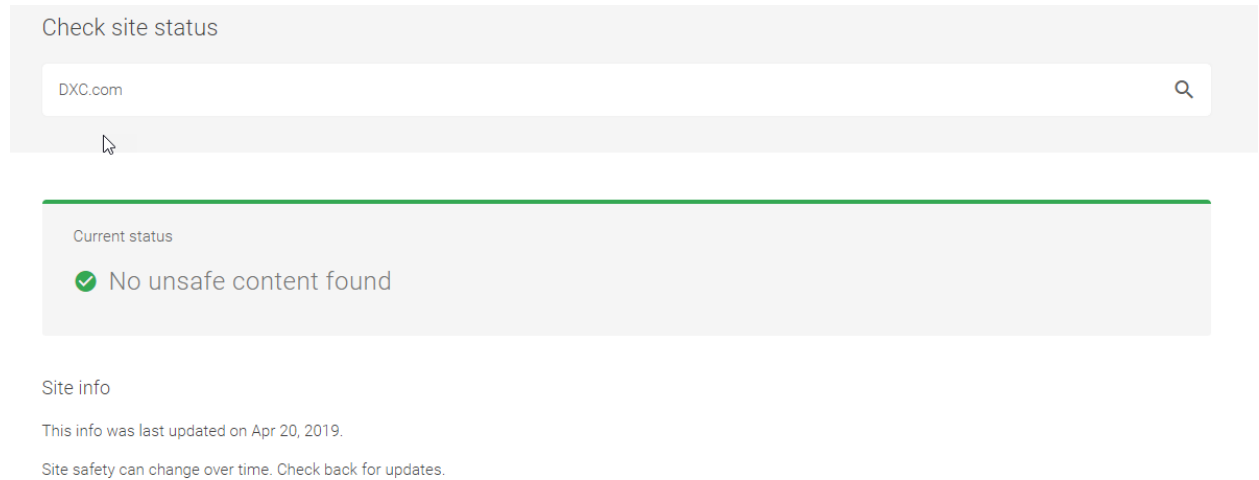 Check site status
DXC.com
Current status
No unsafe content found
Site info
This info was last updated on Apr 20, 2019.
Site safety can change over time. Check back for updates.